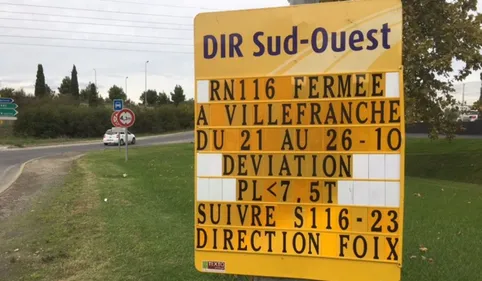 DIR Sud-Ouest
RN116 FERMEE
A VILLEFRANCHE
DU 21 AU 26-10
DEVIATION
PL<7,5T
SUIVRE S116-23
DIRECTION FOIX